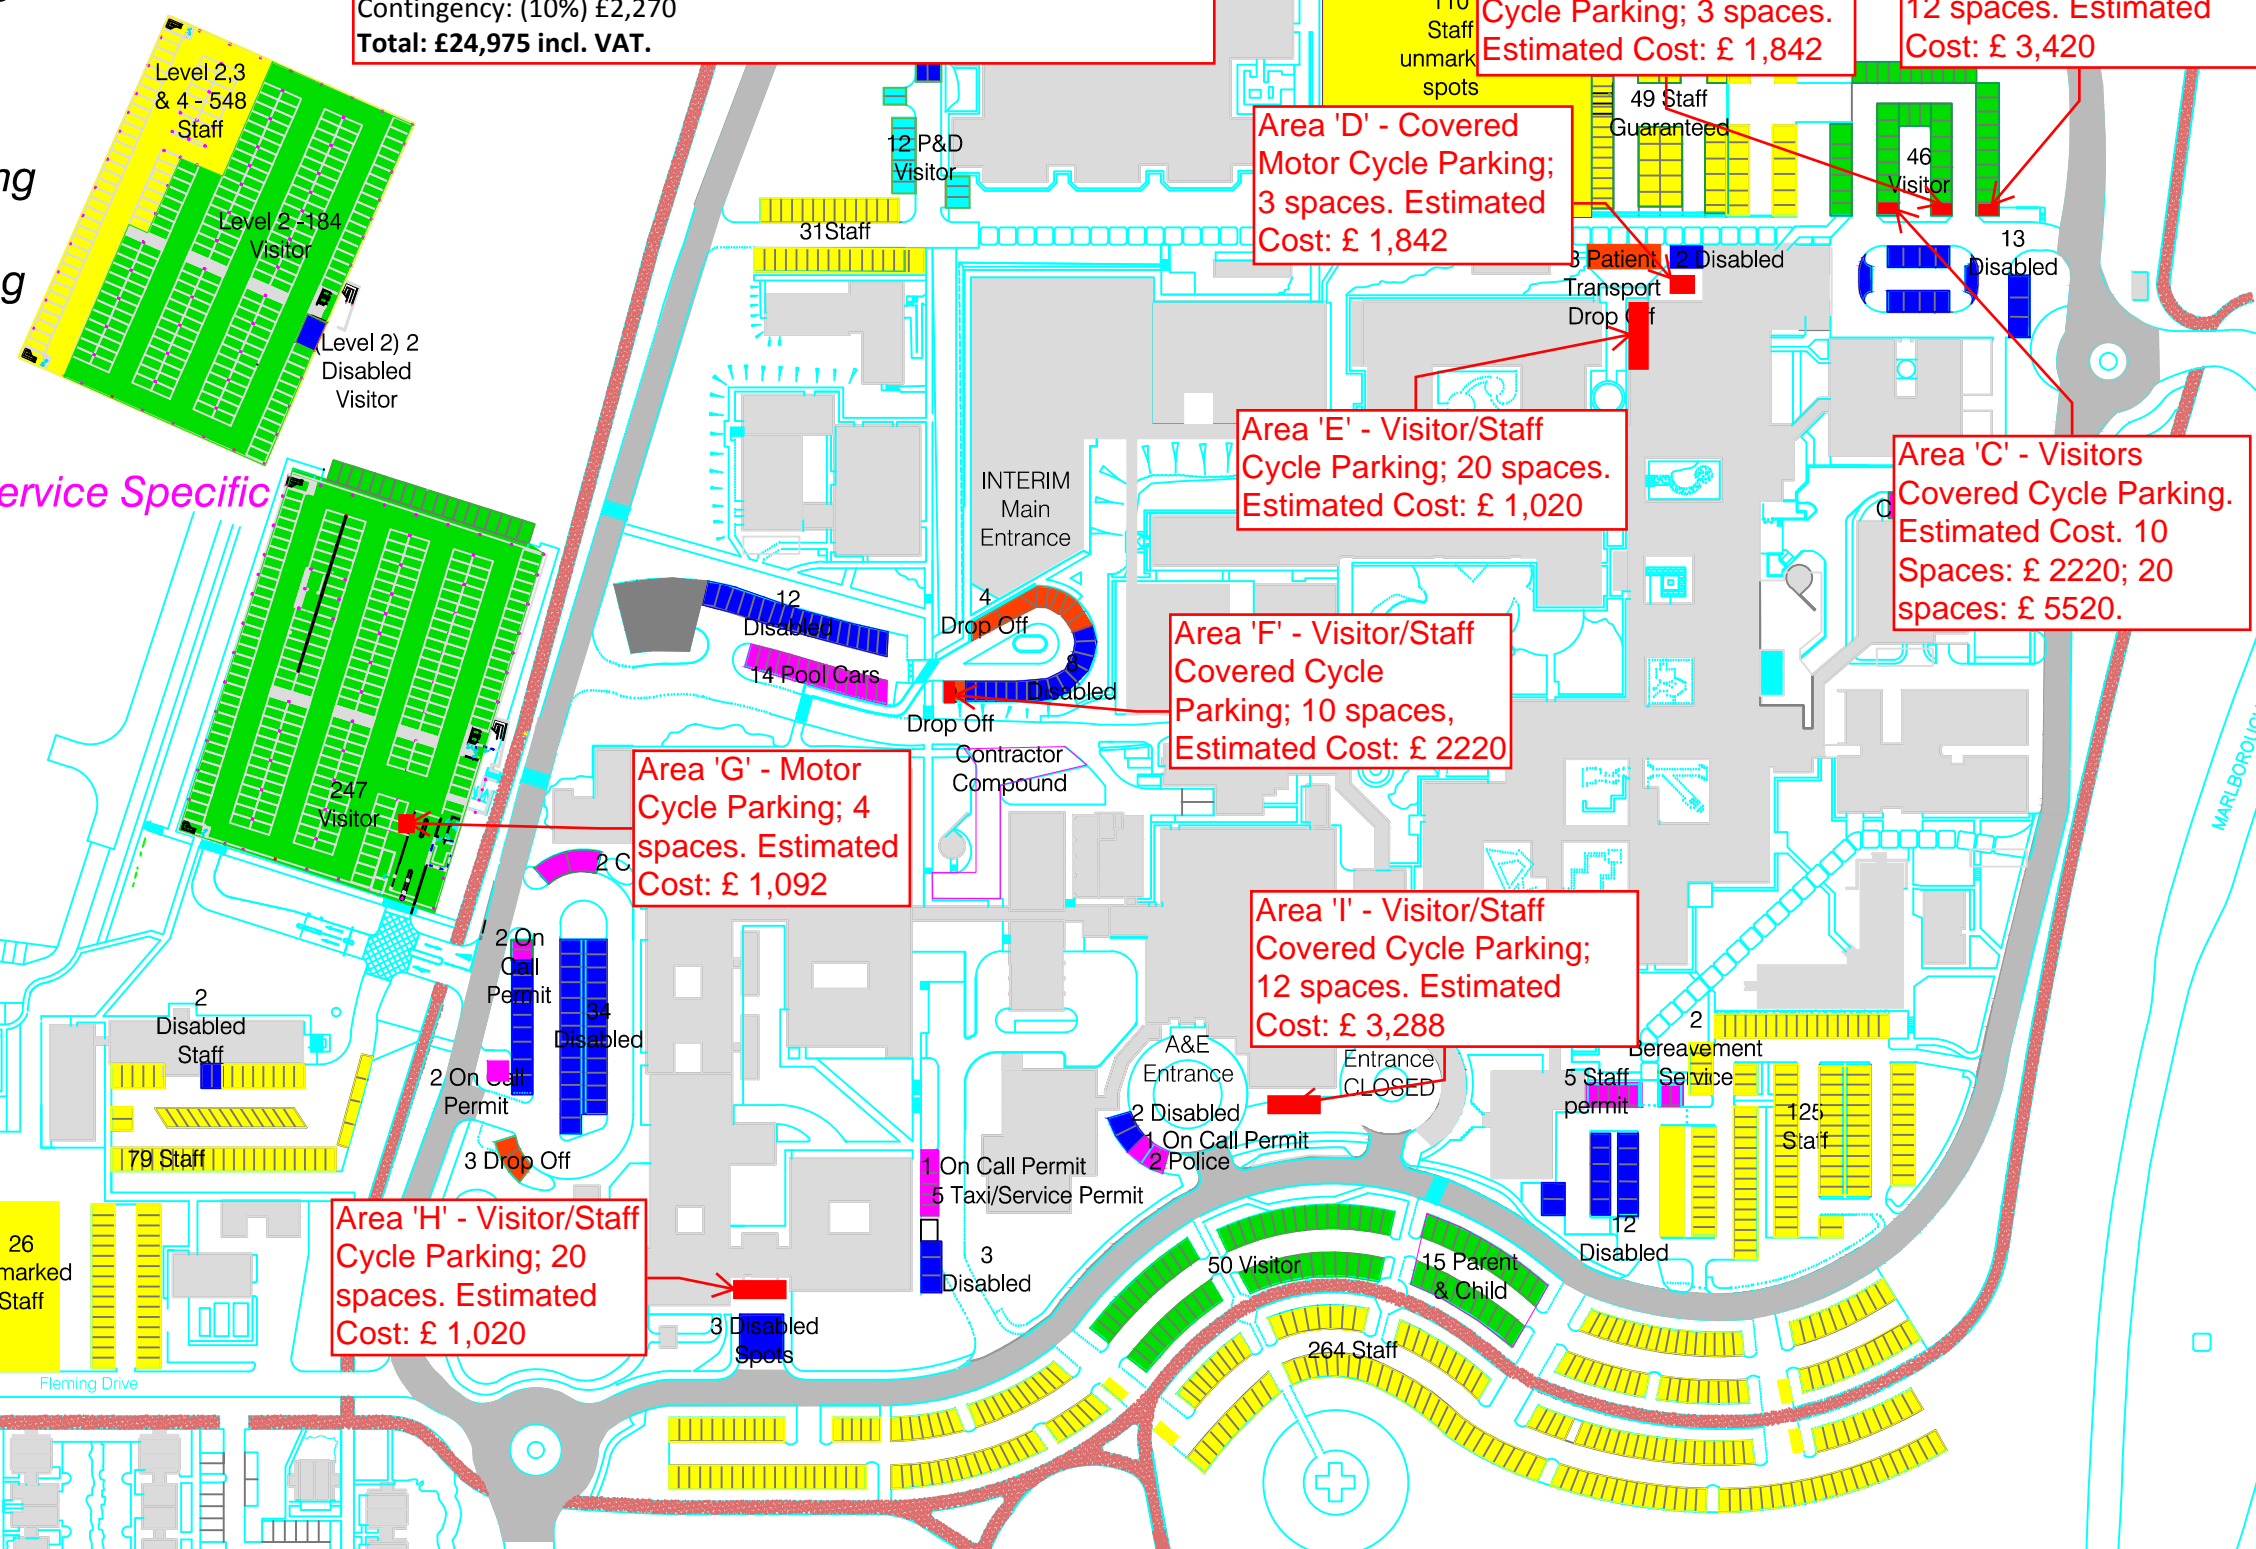 Contingency: (10%) £2,270
Total: £24,975 incl. VAT.
110
Staff
unmark
spots
Cycle Parking; 3 spaces.
Estimated Cost: £ 1,842
12 spaces. Estimated
Cost: £ 3,420
Level 2,3
& 4 - 548
Staff
Level 2 -184
Visitor
(Level 2) 2
Disabled
Visitor
ng
g
ervice Specific
12 P&D
Visitor
31Staff
49 Staff
Guaranteed
Area 'D' - Covered
Motor Cycle Parking;
3 spaces. Estimated
Cost: £ 1,842
46
Visitor
13
Disabled
3 Patient
Transport
Drop Off
2 Disabled
Area 'E' - Visitor/Staff
Cycle Parking; 20 spaces.
Estimated Cost: £ 1,020
Area 'C' - Visitors
Covered Cycle Parking.
Estimated Cost. 10
Spaces: £ 2220; 20
spaces: £ 5520.
C
INTERIM
Main
Entrance
12
Disabled
14 Pool Cars
4
Drop Off
8
Disabled
Drop Off
Area 'F' - Visitor/Staff
Covered Cycle
Parking; 10 spaces,
Estimated Cost: £ 2220
Contractor
Compound
MARLBOROUGH
247
Visitor
Area 'G' - Motor
Cycle Parking; 4
spaces. Estimated
Cost: £ 1,092
2 C
2 On
Call
Permit
34
Disabled
2
Disabled
Staff
2 On Call
Permit
79 Staff
3 Drop Off
Area 'I' - Visitor/Staff
Covered Cycle Parking;
12 spaces. Estimated
Cost: £ 3,288
A&E
Entrance
Entrance
CLOSED
2 Disabled
1 On Call Permit
2 Police
1 On Call Permit
5 Taxi/Service Permit
3
Disabled
2
Bereavement
Service
5 Staff
permit
125
Staff
12
Disabled
26
marked
Staff
Area 'H' - Visitor/Staff
Cycle Parking; 20
spaces. Estimated
Cost: £ 1,020
3 Disabled
Spots
50 Visitor
15 Parent
& Child
264 Staff
Fleming Drive